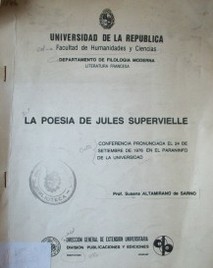 UNIVERSIDAD DE LA REPUBLICA
Facultad de Humanidades y Ciencias
DEPARTAMENTO DE FILOLOGIA MODERNA
LITERATURA FRANCESA
LA POESIA DE JULES SUPERVIELLE
CONFERENCIA PRONUNCIADA EL 24 DE
SETIEMBRE DE 1975 EN EL PARANINFO
DE LA UNIVERSIDAD
Prof. Susana ALTAMIRANO de SARNO
DIRECCION GENERAL DE EXTENSION UNIVERSITARIA
DIVISION PUBLICACIONES Y EDICIONES